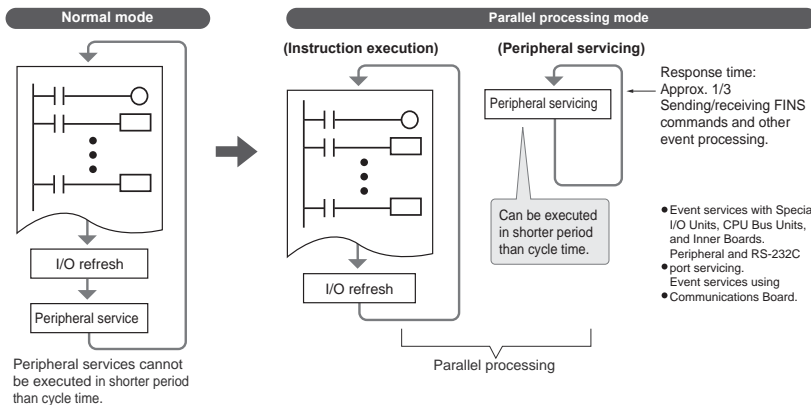 Normal mode
I/O refresh
Peripheral service
Peripheral services cannot
be executed in shorter period
than cycle time.
Parallel processing mode
(Instruction execution)
I/O refresh
(Peripheral servicing)
Peripheral servicing
Can be executed
in shorter period
than cycle time.
Parallel processing
Response time:
Approx. 1/3
Sending/receiving FINS
commands and other
event processing.
●Event services with Specia
I/O Units, CPU Bus Units,
and Inner Boards.
Peripheral and RS-232C
●port servicing.
Event services using
●Communications Board.